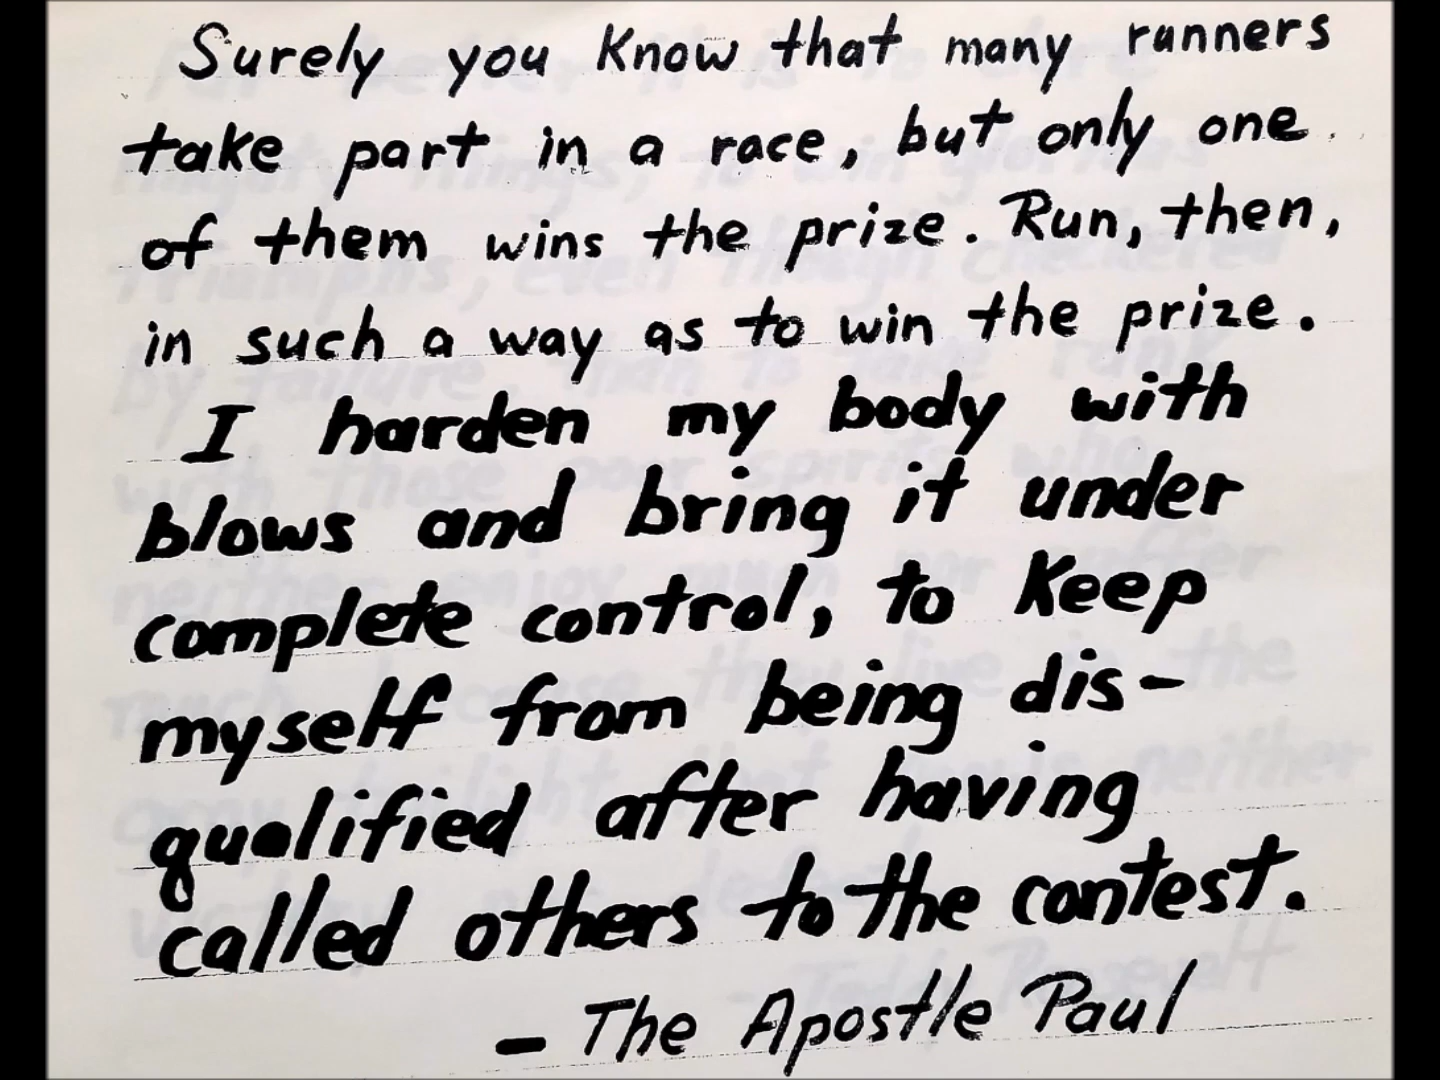 Surely you know that many runners
take part in a race, but only one
of them wins the prize. Run, then,
in such a way as to win the prize.
I harden my body with
blows and bring it under
complete control, to keep
myself from being dis-
qualified after having
called others to the contest.
- The Apostle Paul